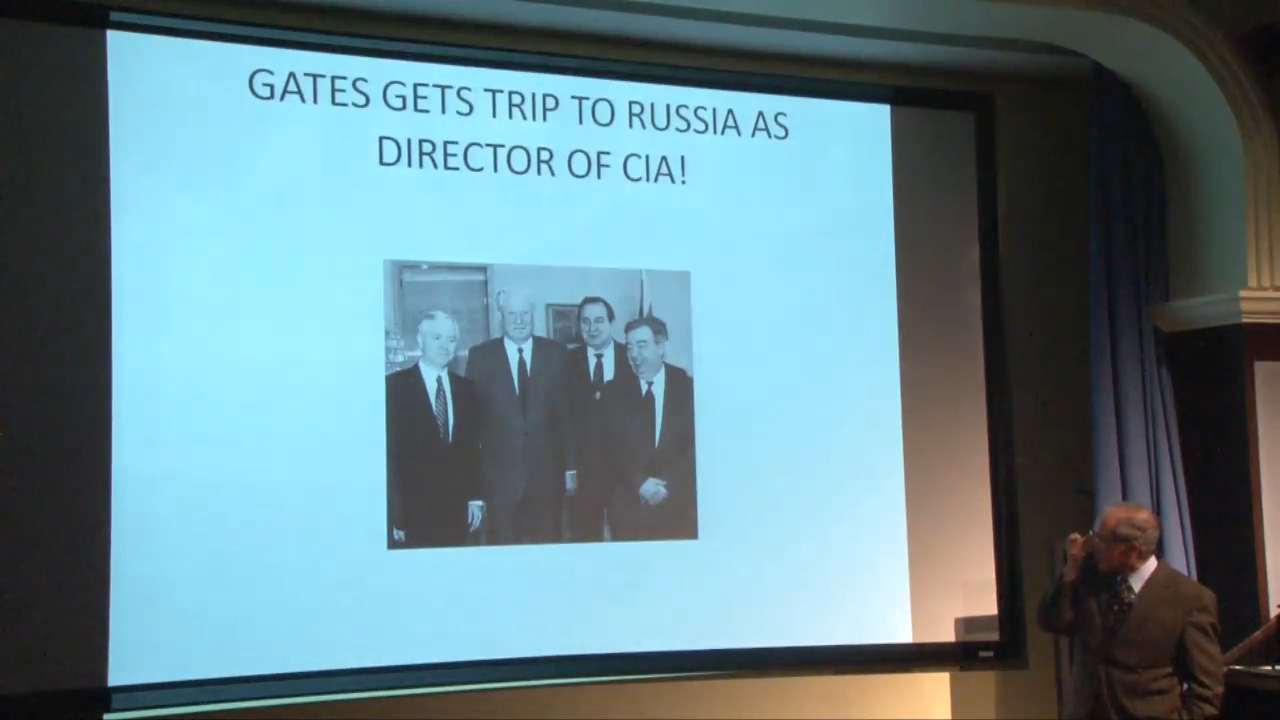 GATES GETS TRIP TO RUSSIA AS
DIRECTOR OF CIA!